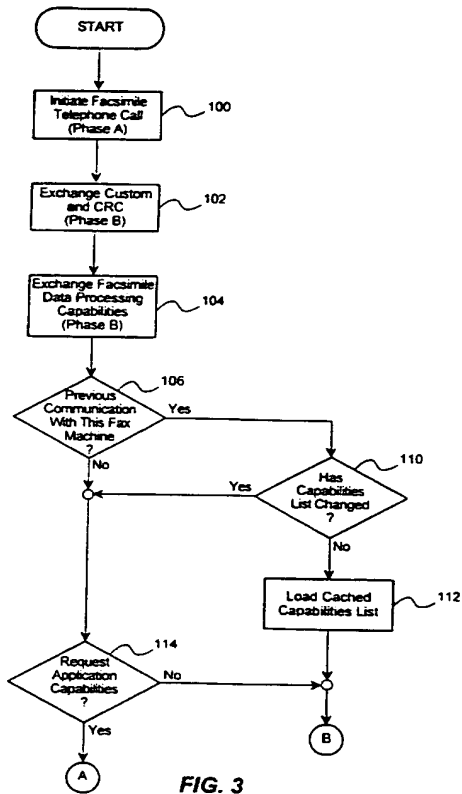 START
Initiate Facsimile
Telephone Call
(Phase A)
100
Exchange Custom
and CRC
(Phase B)
102
Exchange Facsimile
Data Processing
Capabilities
(Phase B)
104
Previous
Communication
With This Fax
Machine
?
106
Yes
No
Has
Capabilities
List Changed
?
110
Yes
No
Load Cached
Capabilities List
112
Request
Application
Capabilities
?
114
No
Yes
A
B
FIG. 3